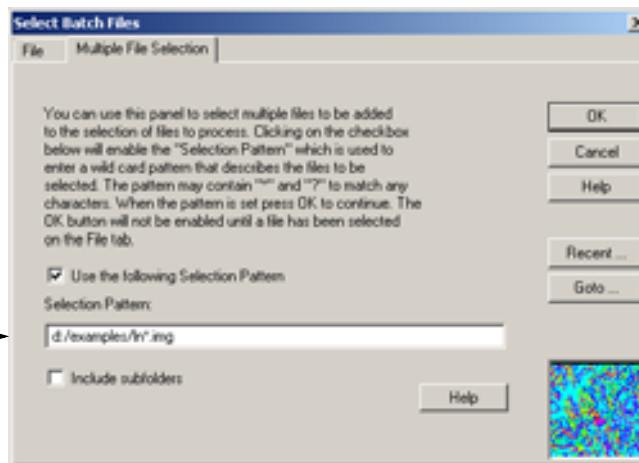 Select Batch Files
File
Multiple File Selection
You can use this panel to select multiple files to be added
to the selection of files to process. Clicking on the checkbox
below will enable the "Selection Pattern" which is used to
enter a wild card pattern that describes the files to be
selected. The pattern may contain "*" and "?" to match any
characters. When the pattern is set press OK to continue. The
OK button will not be enabled until a file has been selected
on the File tab.
Use the following Selection Pattern
Selection Pattern:
d:/examples/ln*.img
Include subfolders
Help
OK
Cancel
Help
Recent ...
Goto ...